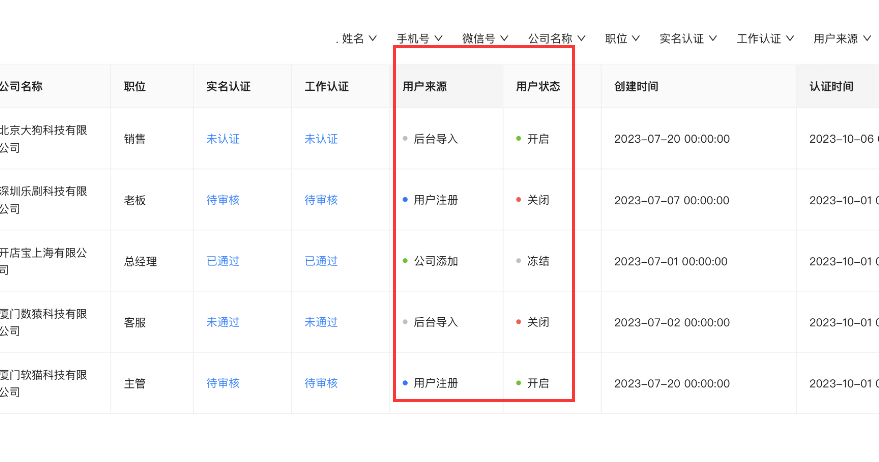 . 姓名 手机号 微信号 公司名称 职位 实名认证 工作认证 用户来源
公司名称 职位 实名认证 工作认证 用户来源 用户状态 创建时间 认证时间
北京大狗科技有限
公司 销售 未认证 未认证 后台导入 开启 2023-07-20 00:00:00 2023-10-06
深圳乐刷科技有限
公司 老板 待审核 待审核 用户注册 关闭 2023-07-07 00:00:00 2023-10-01
开店宝上海有限公
司 总经理 已通过 已通过 公司添加 冻结 2023-07-01 00:00:00 2023-10-01
厦门数猿科技有限
公司 客服 未通过 未通过 后台导入 关闭 2023-07-02 00:00:00 2023-10-01
厦门软猫科技有限
公司 主管 待审核 待审核 用户注册 开启 2023-07-20 00:00:00 2023-10-01